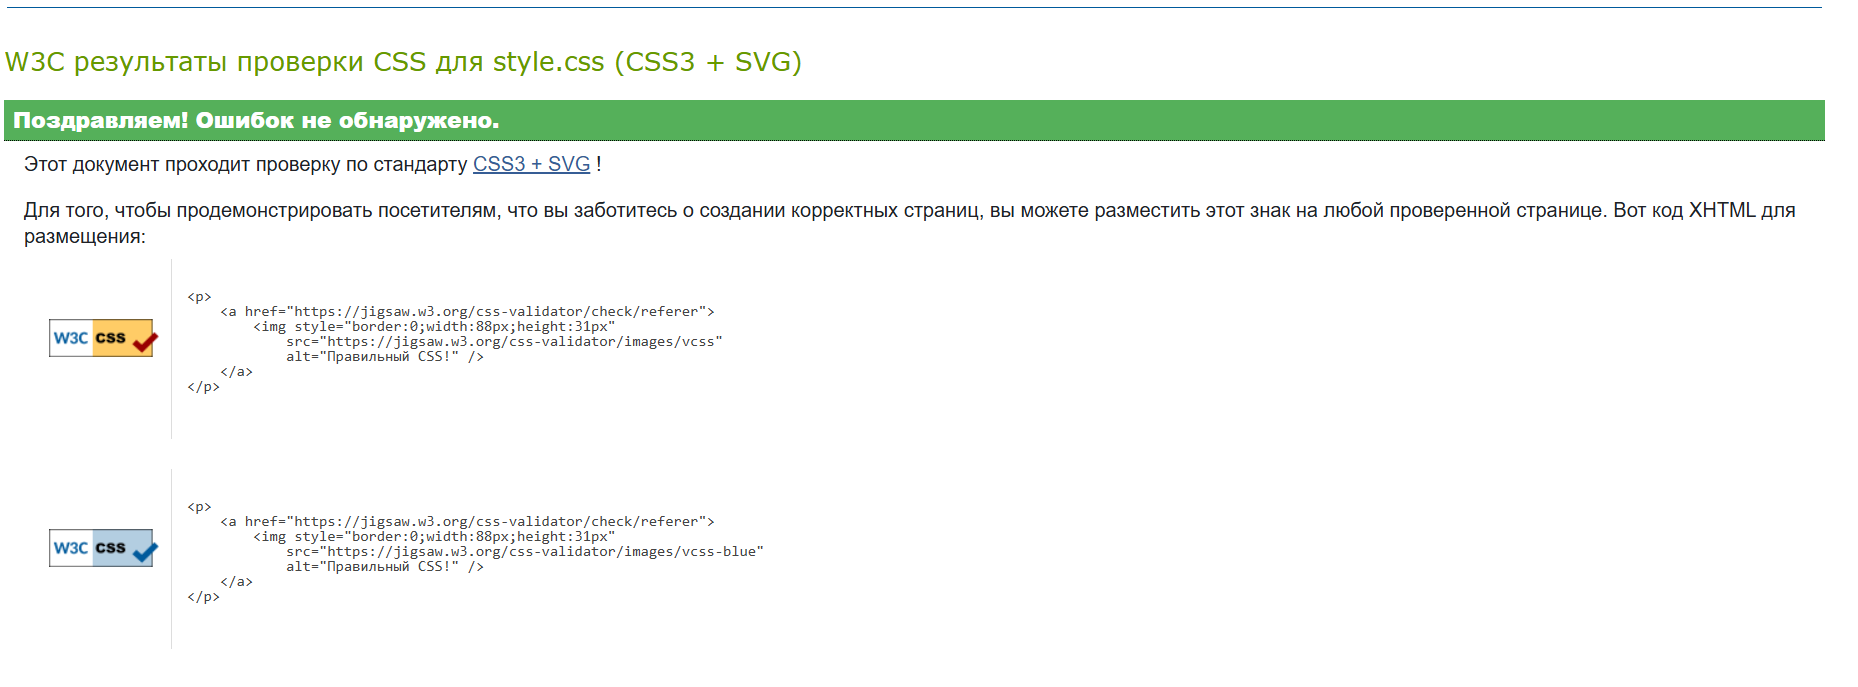 W3C результаты проверки CSS для style.css (CSS3 + SVG)
Поздравляем! Ошибок не обнаружено.
Этот документ проходит проверку по стандарту CSS3 + SVG !
Для того, чтобы продемонстрировать посетителям, что вы заботитесь о создании корректных страниц, вы можете разместить этот знак на любой проверенной странице. Вот код XHTML для
размещения:
W3C css
<p>
    <a href="https://jigsaw.w3.org/css-validator/check/referer">
        <img style="border:0;width:88px;height:31px"
            src="https://jigsaw.w3.org/css-validator/images/vcss"
            alt="Правильный CSS!" />
    </a>
</p>
W3C css
<p>
    <a href="https://jigsaw.w3.org/css-validator/check/referer">
        <img style="border:0;width:88px;height:31px"
            src="https://jigsaw.w3.org/css-validator/images/vcss-blue"
            alt="Правильный CSS!" />
    </a>
</p>